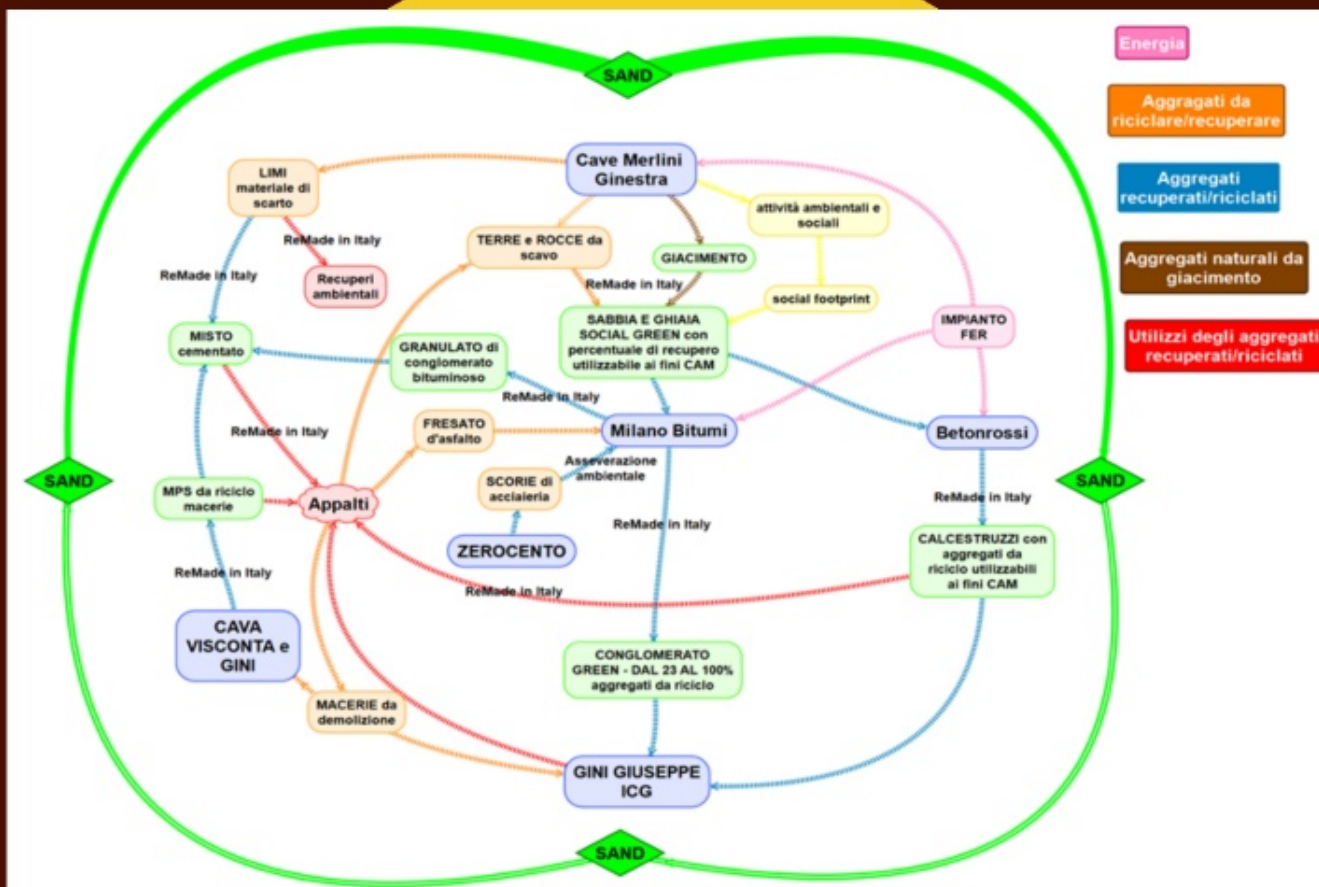 SAND
Energia
Aggragati da
riciclare/recuperare
Aggregati
recuperati/riciclati
Aggregati naturali da
giacimento
Utilizzi degli aggregati
recuperati/riciclati
Cave Merlini
Ginestra
LIMI
materiale di
scarto
ReMade in Italy
ReMade in Italy
Recuperi
ambientali
TERRE e ROCCE da
scavo
GIACIMENTO
attività ambientali e
sociali
social footprint
ReMade in Italy
SABBIA E GHIAIA
SOCIAL GREEN con
percentuale di recupero
utilizzabile ai fini CAM
IMPIANTO
FER
MISTO
cementato
GRANULATO di
conglomerato
bituminoso
ReMade in Italy
ReMade in Italy
FRESATO
d'asfalto
Milano Bitumi
Betonrossi
Asseverazione
ambientale
SAND
SAND
MPS da riciclo
macerie
Appalti
SCORIE di
acciaieria
ZEROCENTO
ReMade in Italy
ReMade in Italy
CALCESTRUZZI con
aggregati da
riciclo utilizzabili
ai fini CAM
ReMade in Italy
ReMade in Italy
CAVA
VISCONTA e
GINI
CONGLOMERATO
GREEN - DAL 23 AL 100%
aggregati da riciclo
MACERIE da
demolizione
GINI GIUSEPPE
ICG
SAND